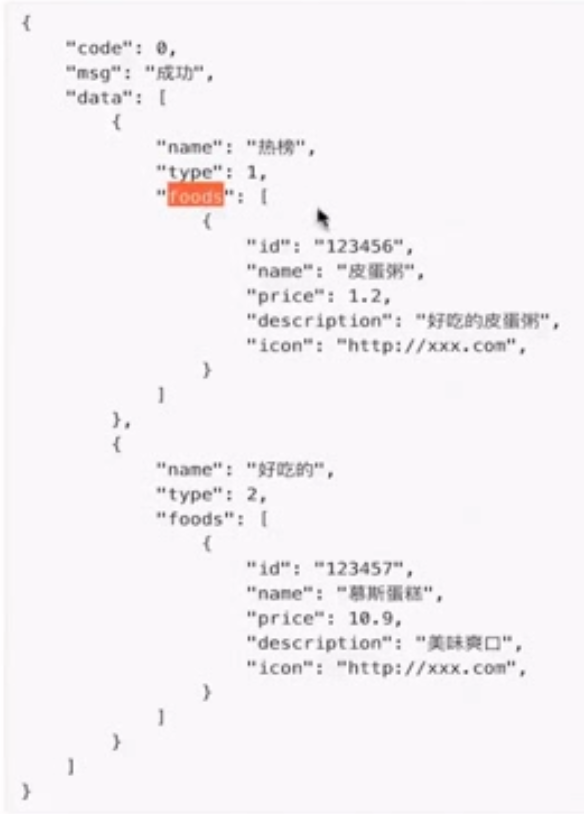 {
    "code": 0,
    "msg": "成功",
    "data": [
        {
            "name": "热榜",
            "type": 1,
            "foods": [
                {
                    "id": "123456",
                    "name": "皮蛋粥",
                    "price": 1.2,
                    "description": "好吃的皮蛋粥",
                    "icon": "http://xxx.com",
                }
            ]
        },
        {
            "name": "好吃的",
            "type": 2,
            "foods": [
                {
                    "id": "123457",
                    "name": "慕斯蛋糕",
                    "price": 10.9,
                    "description": "美味爽口",
                    "icon": "http://xxx.com",
                }
            ]
        }
    ]
}